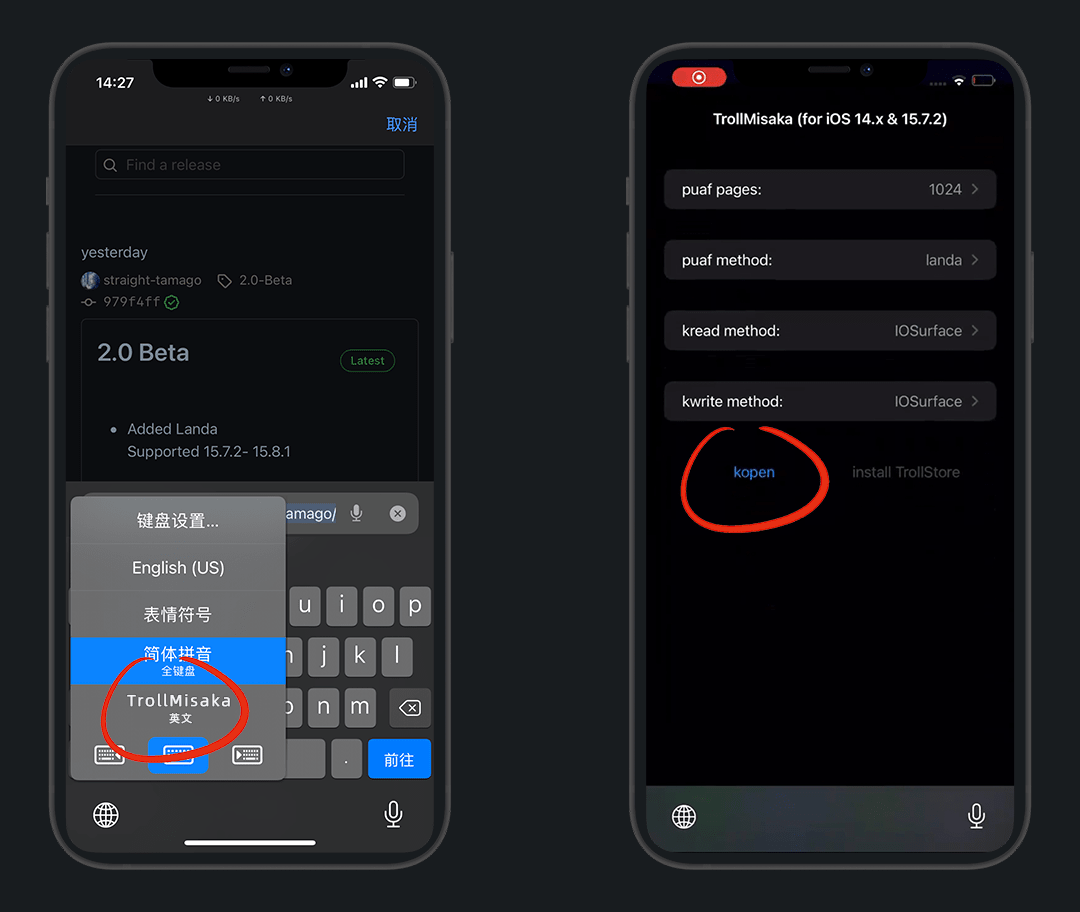 14:27
↓ 0 KB/s ↑ 0 KB/s
取消
Find a release
yesterday
straight-tamago 2.0-Beta
979f4ff
2.0 Beta
Latest
Added Landa
Supported 15.7.2- 15.8.1
amago/
键盘设置...
English (US)
表情符号
简体拼音
全键盘
TrollMisaka
英文
u i o p
j k l
n m
.
前往
TrollMisaka (for iOS 14.x & 15.7.2)
puaf pages: 1024
puaf method: landa
kread method: IOSurface
kwrite method: IOSurface
kopen install TrollStore